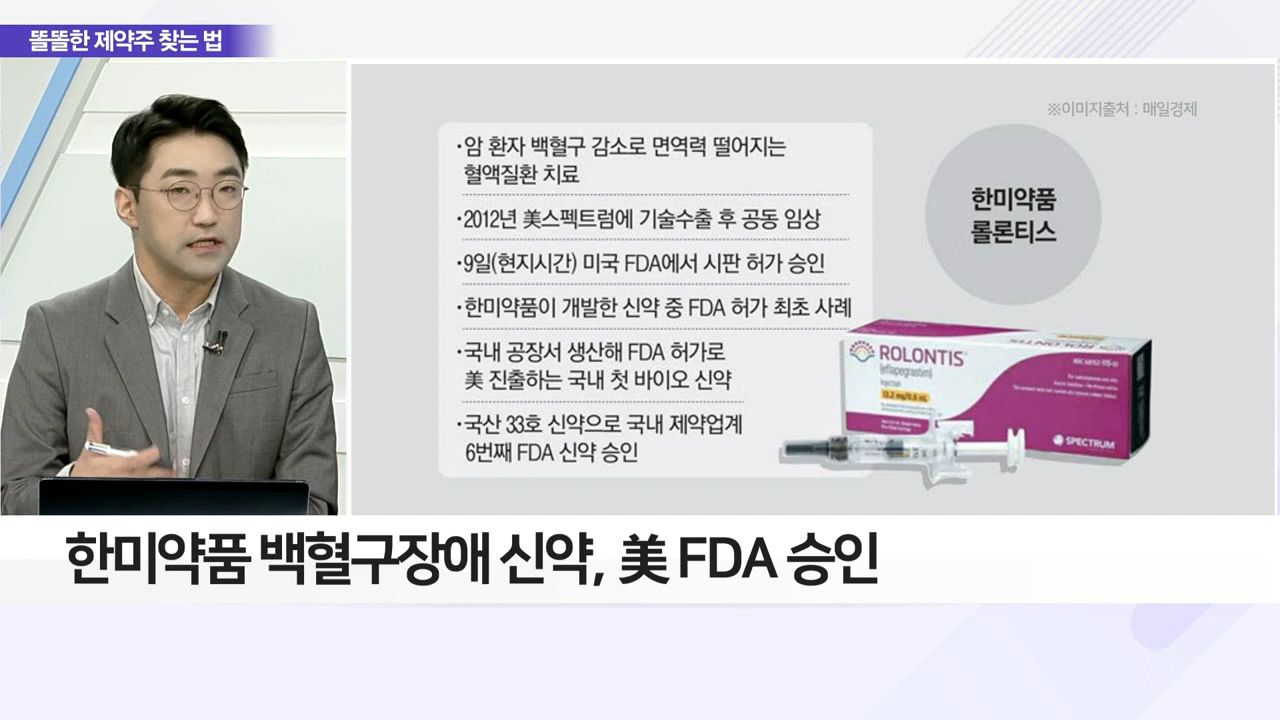 똘똘한 제약주 찾는 법
※이미지출처 : 매일경제
·암 환자 백혈구 감소로 면역력 떨어지는
혈액질환 치료
·2012년 美스펙트럼에 기술수출 후 공동 임상
·9일(현지시간) 미국 FDA에서 시판 허가 승인
·한미약품이 개발한 신약 중 FDA 허가 최초 사례
·국내 공장서 생산해 FDA 허가로
美 진출하는 국내 첫 바이오 신약
·국산 33호 신약으로 국내 제약업계
6번째 FDA 신약 승인
한미약품
롤론티스
ROLONTIS
(eflapegrastim)
Injection
13.2 mg/0.6 mL
SPECTRUM
한미약품 백혈구장애 신약, 美 FDA 승인